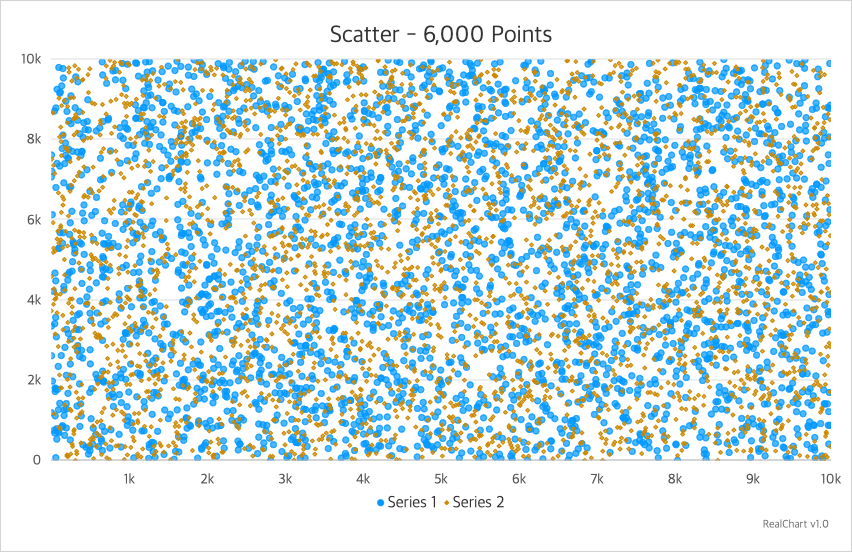 Scatter - 6,000 Points
10k
8k
6k
4k
2k
0
1k 2k 3k 4k 5k 6k 7k 8k 9k 10k
Series 1 Series 2
RealChart v1.0